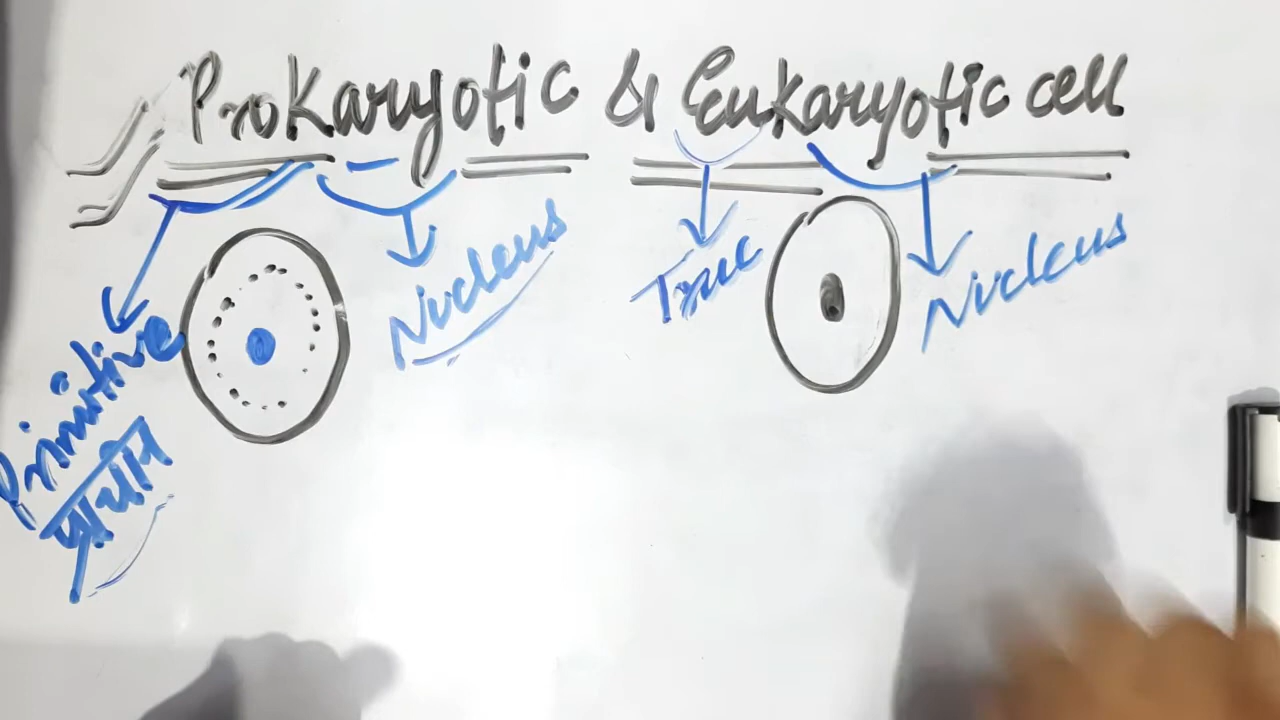 Prokaryotic & Eukaryotic cell
Primitive
प्राचीन
Nucleus
True
Nucleus